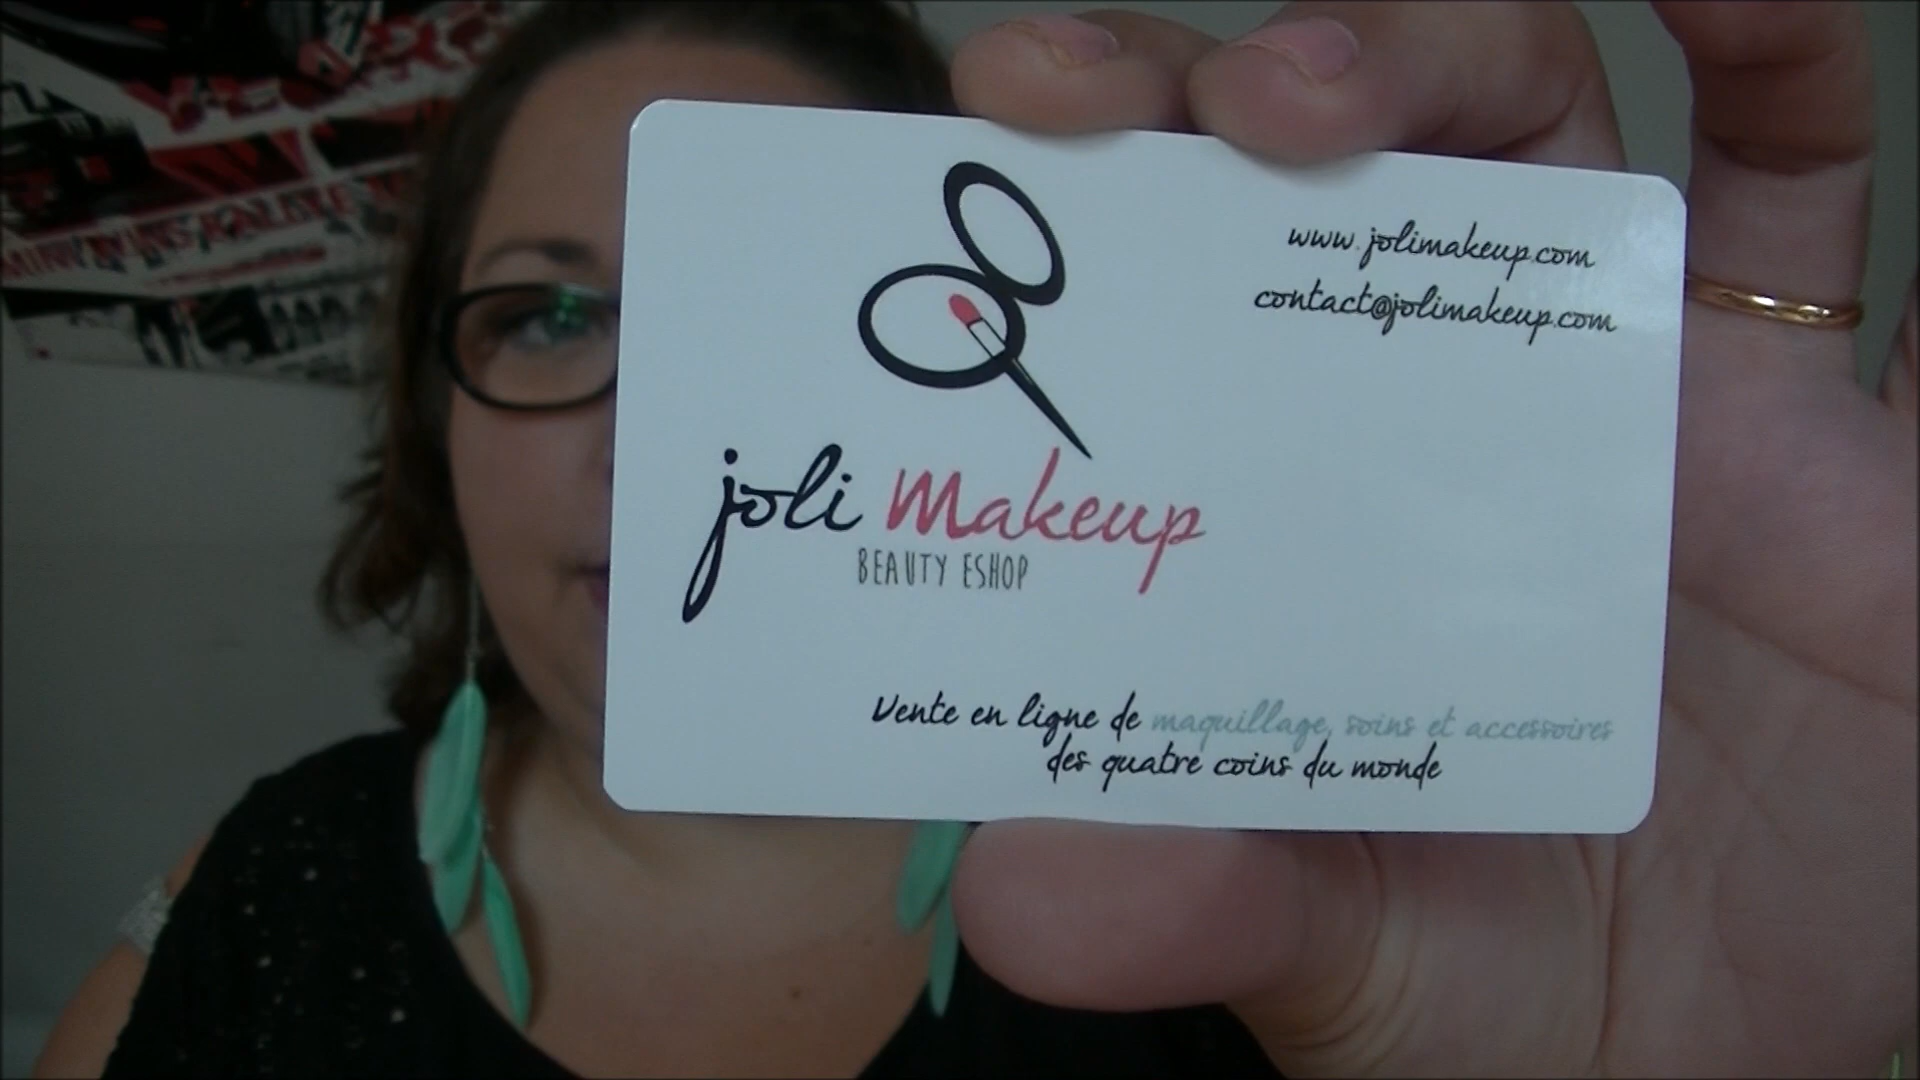 www.jolimakeup.com
contact@jolimakeup.com
joli Makeup
BEAUTY ESHOP
Vente en ligne de maquillage, soins et accessoires
des quatre coins du monde